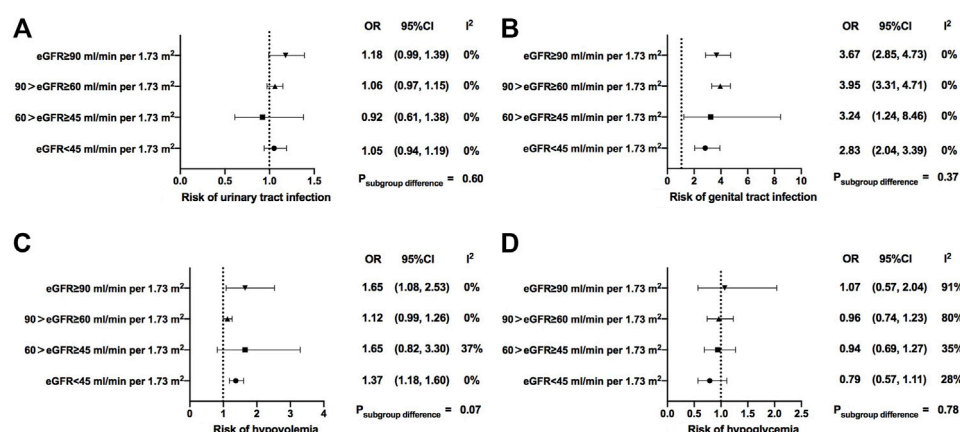 A
OR 95%CI I²
eGFR≥90 ml/min per 1.73 m² 1.18 (0.99, 1.39) 0%
90>eGFR≥60 ml/min per 1.73 m² 1.06 (0.97, 1.15) 0%
60>eGFR≥45 ml/min per 1.73 m² 0.92 (0.61, 1.38) 0%
eGFR<45 ml/min per 1.73 m² 1.05 (0.94, 1.19) 0%
P subgroup difference = 0.60
0.0 0.5 1.0 1.5
Risk of urinary tract infection
B
OR 95%CI I²
eGFR≥90 ml/min per 1.73 m² 3.67 (2.85, 4.73) 0%
90>eGFR≥60 ml/min per 1.73 m² 3.95 (3.31, 4.71) 0%
60>eGFR≥45 ml/min per 1.73 m² 3.24 (1.24, 8.46) 0%
eGFR<45 ml/min per 1.73 m² 2.83 (2.04, 3.39) 0%
P subgroup difference = 0.37
0 2 4 6 8 10
Risk of genital tract infection
C
OR 95%CI I²
eGFR≥90 ml/min per 1.73 m² 1.65 (1.08, 2.53) 0%
90>eGFR≥60 ml/min per 1.73 m² 1.12 (0.99, 1.26) 0%
60>eGFR≥45 ml/min per 1.73 m² 1.65 (0.82, 3.30) 37%
eGFR<45 ml/min per 1.73 m² 1.37 (1.18, 1.60) 0%
P subgroup difference = 0.07
0 1 2 3 4
Risk of hypovolemia
D
OR 95%CI I²
eGFR≥90 ml/min per 1.73 m² 1.07 (0.57, 2.04) 91%
90>eGFR≥60 ml/min per 1.73 m² 0.96 (0.74, 1.23) 80%
60>eGFR≥45 ml/min per 1.73 m² 0.94 (0.69, 1.27) 35%
eGFR<45 ml/min per 1.73 m² 0.79 (0.57, 1.11) 28%
P subgroup difference = 0.78
0.0 0.5 1.0 1.5 2.0 2.5
Risk of hypoglycemia